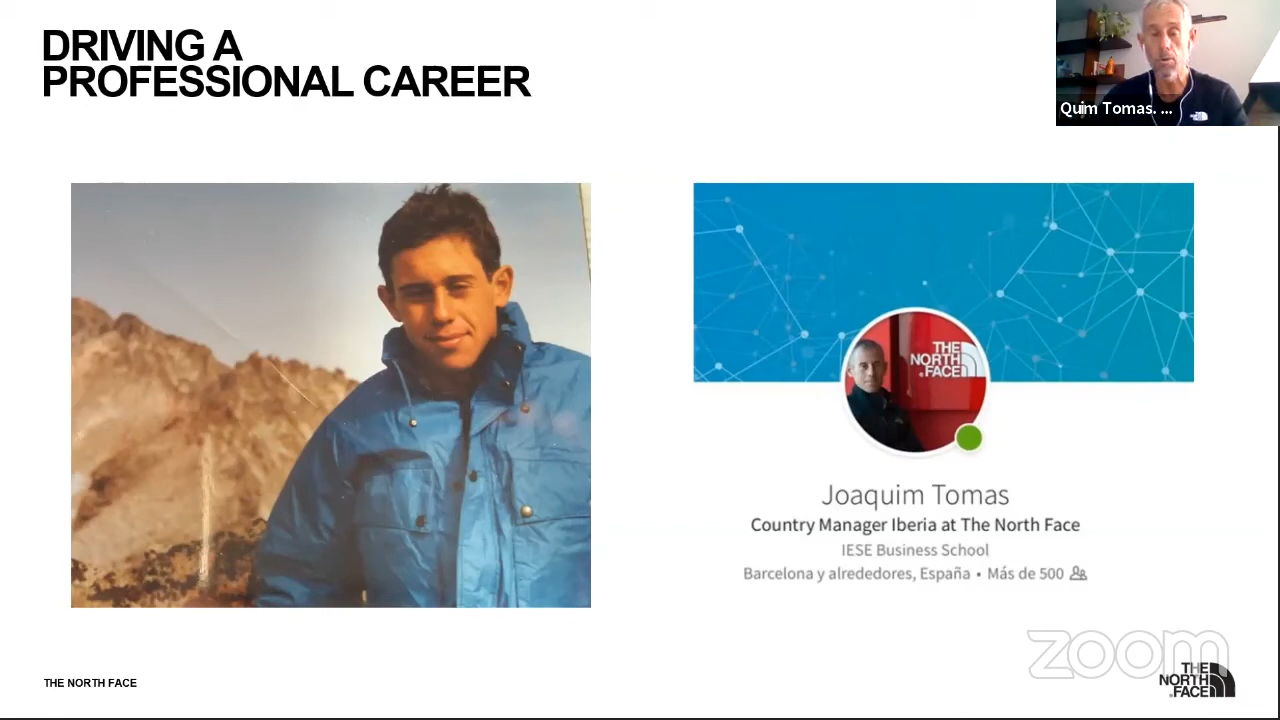 DRIVING A
PROFESSIONAL CAREER
Quim Tomas. ...
THE
NORTH
FACE
Joaquim Tomas
Country Manager Iberia at The North Face
IESE Business School
Barcelona y alrededores, España • Más de 500
zoom
THE NORTH FACE
THE
NORTH
FACE